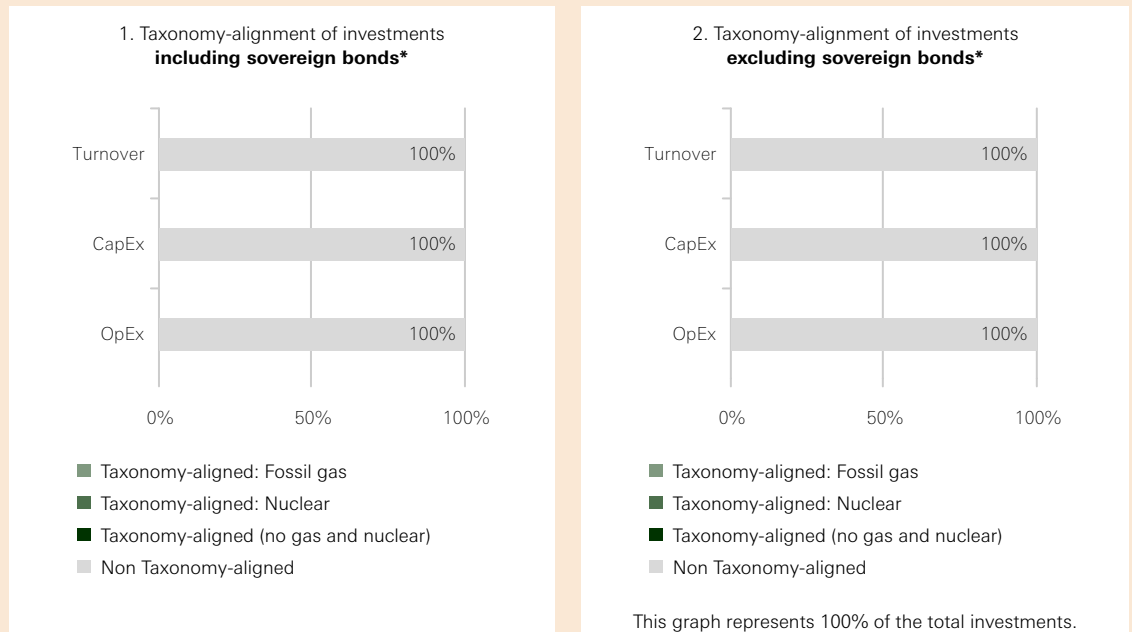 1. Taxonomy-alignment of investments
including sovereign bonds*
Turnover
100%
CapEx
100%
OpEx
100%
0%
50%
100%
Taxonomy-aligned: Fossil gas
Taxonomy-aligned: Nuclear
Taxonomy-aligned (no gas and nuclear)
Non Taxonomy-aligned
2. Taxonomy-alignment of investments
excluding sovereign bonds*
Turnover
100%
CapEx
100%
OpEx
100%
0%
50%
100%
Taxonomy-aligned: Fossil gas
Taxonomy-aligned: Nuclear
Taxonomy-aligned (no gas and nuclear)
Non Taxonomy-aligned
This graph represents 100% of the total investments.